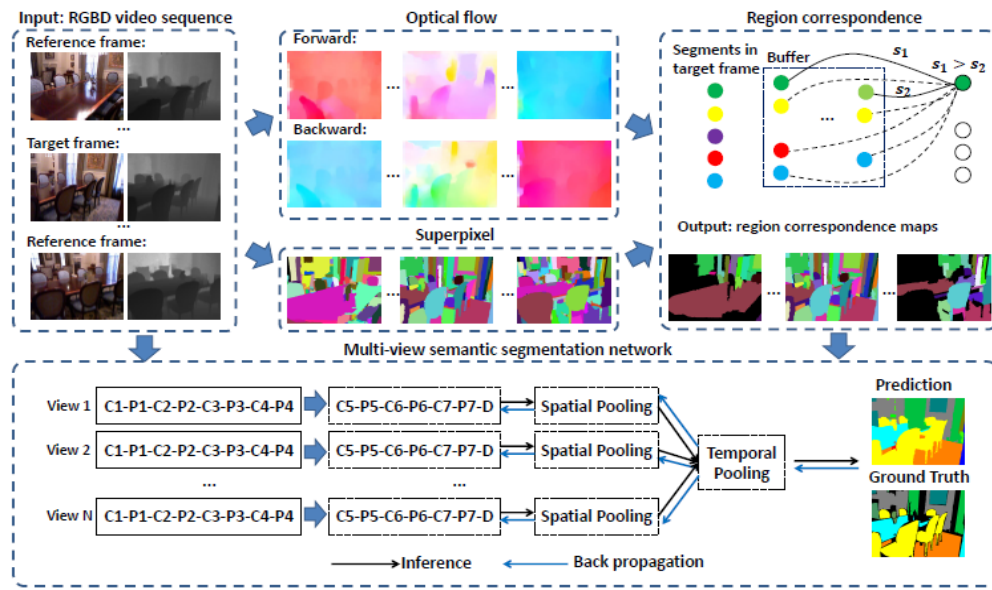 Input: RGBD video sequence
Reference frame:
...
Target frame:
...
Reference frame:
Optical flow
Forward:
... ...
Backward:
... ...
Superpixel
... ...
Region correspondence
Segments in
target frame
Buffer
...
s₁
s₂
s₁ > s₂
Output: region correspondence maps
... ...
Multi-view semantic segmentation network
View 1 C1-P1-C2-P2-C3-P3-C4-P4 C5-P5-C6-P6-C7-P7-D Spatial Pooling
View 2 C1-P1-C2-P2-C3-P3-C4-P4 C5-P5-C6-P6-C7-P7-D Spatial Pooling
... ...
View N C1-P1-C2-P2-C3-P3-C4-P4 C5-P5-C6-P6-C7-P7-D Spatial Pooling
Temporal
Pooling
Prediction
Ground Truth
Inference
Back propagation